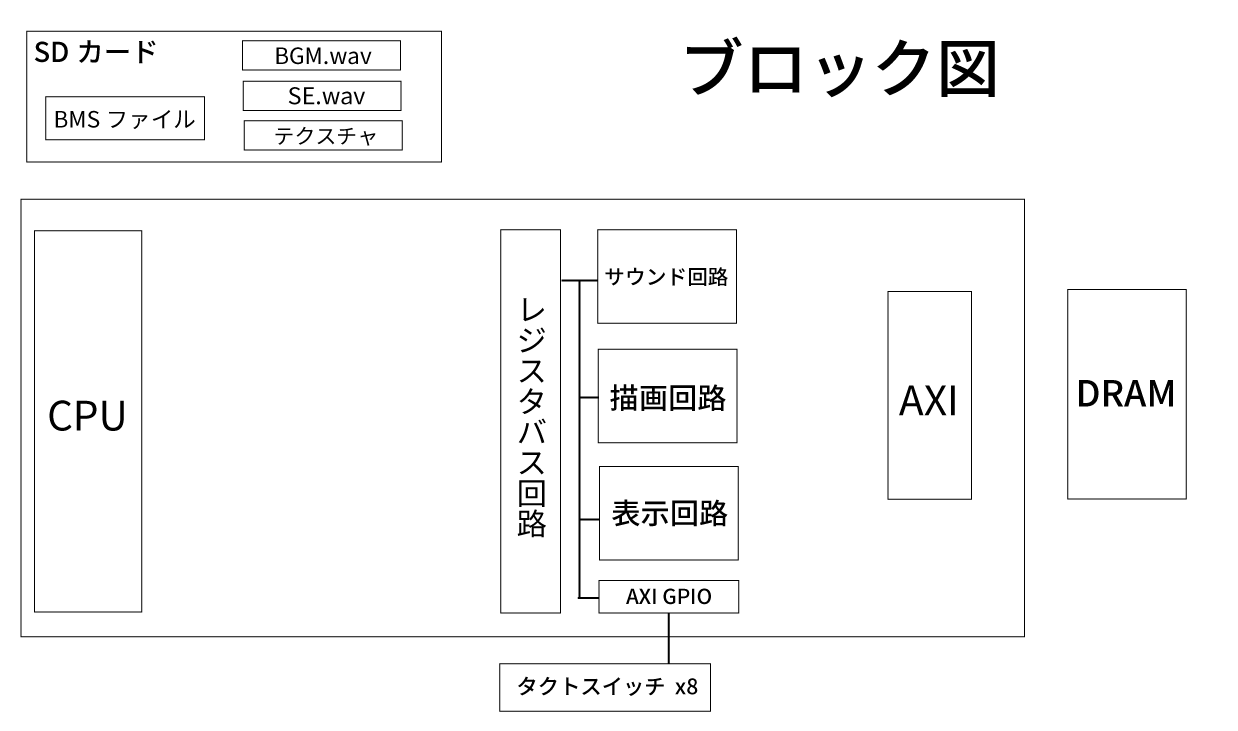 ブロック図
SD カード
BGM.wav
SE.wav
BMS ファイル
テクスチャ
CPU
レジスタバス回路
サウンド回路
描画回路
表示回路
AXI GPIO
AXI
DRAM
タクトスイッチ x8